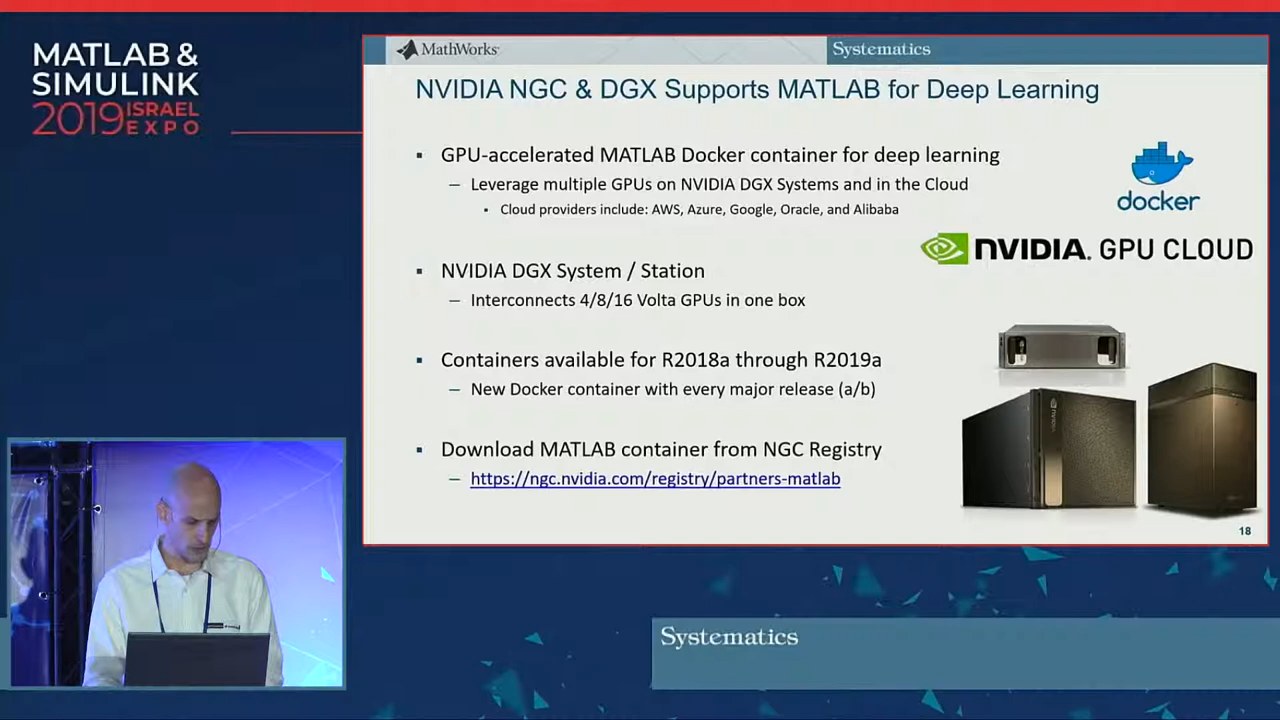 MATLAB &
SIMULINK
2019 ISRAEL
EXPO
MathWorks
Systematics
NVIDIA NGC & DGX Supports MATLAB for Deep Learning
▪ GPU-accelerated MATLAB Docker container for deep learning
– Leverage multiple GPUs on NVIDIA DGX Systems and in the Cloud
▪ Cloud providers include: AWS, Azure, Google, Oracle, and Alibaba
▪ NVIDIA DGX System / Station
– Interconnects 4/8/16 Volta GPUs in one box
▪ Containers available for R2018a through R2019a
– New Docker container with every major release (a/b)
▪ Download MATLAB container from NGC Registry
– https://ngc.nvidia.com/registry/partners-matlab
docker
NVIDIA. GPU CLOUD
18
Systematics